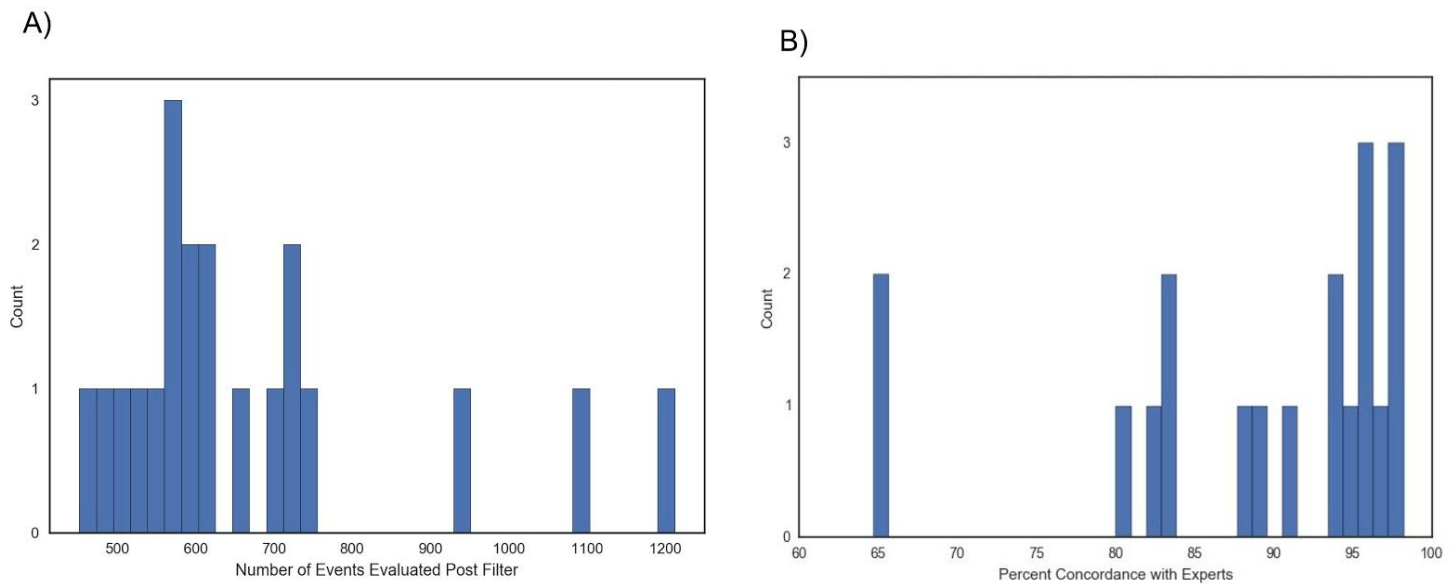 A)
3
2
1
0
Count
500 600 700 800 900 1000 1100 1200
Number of Events Evaluated Post Filter
B)
3
2
1
0
Count
60 65 70 75 80 85 90 95 100
Percent Concordance with Experts